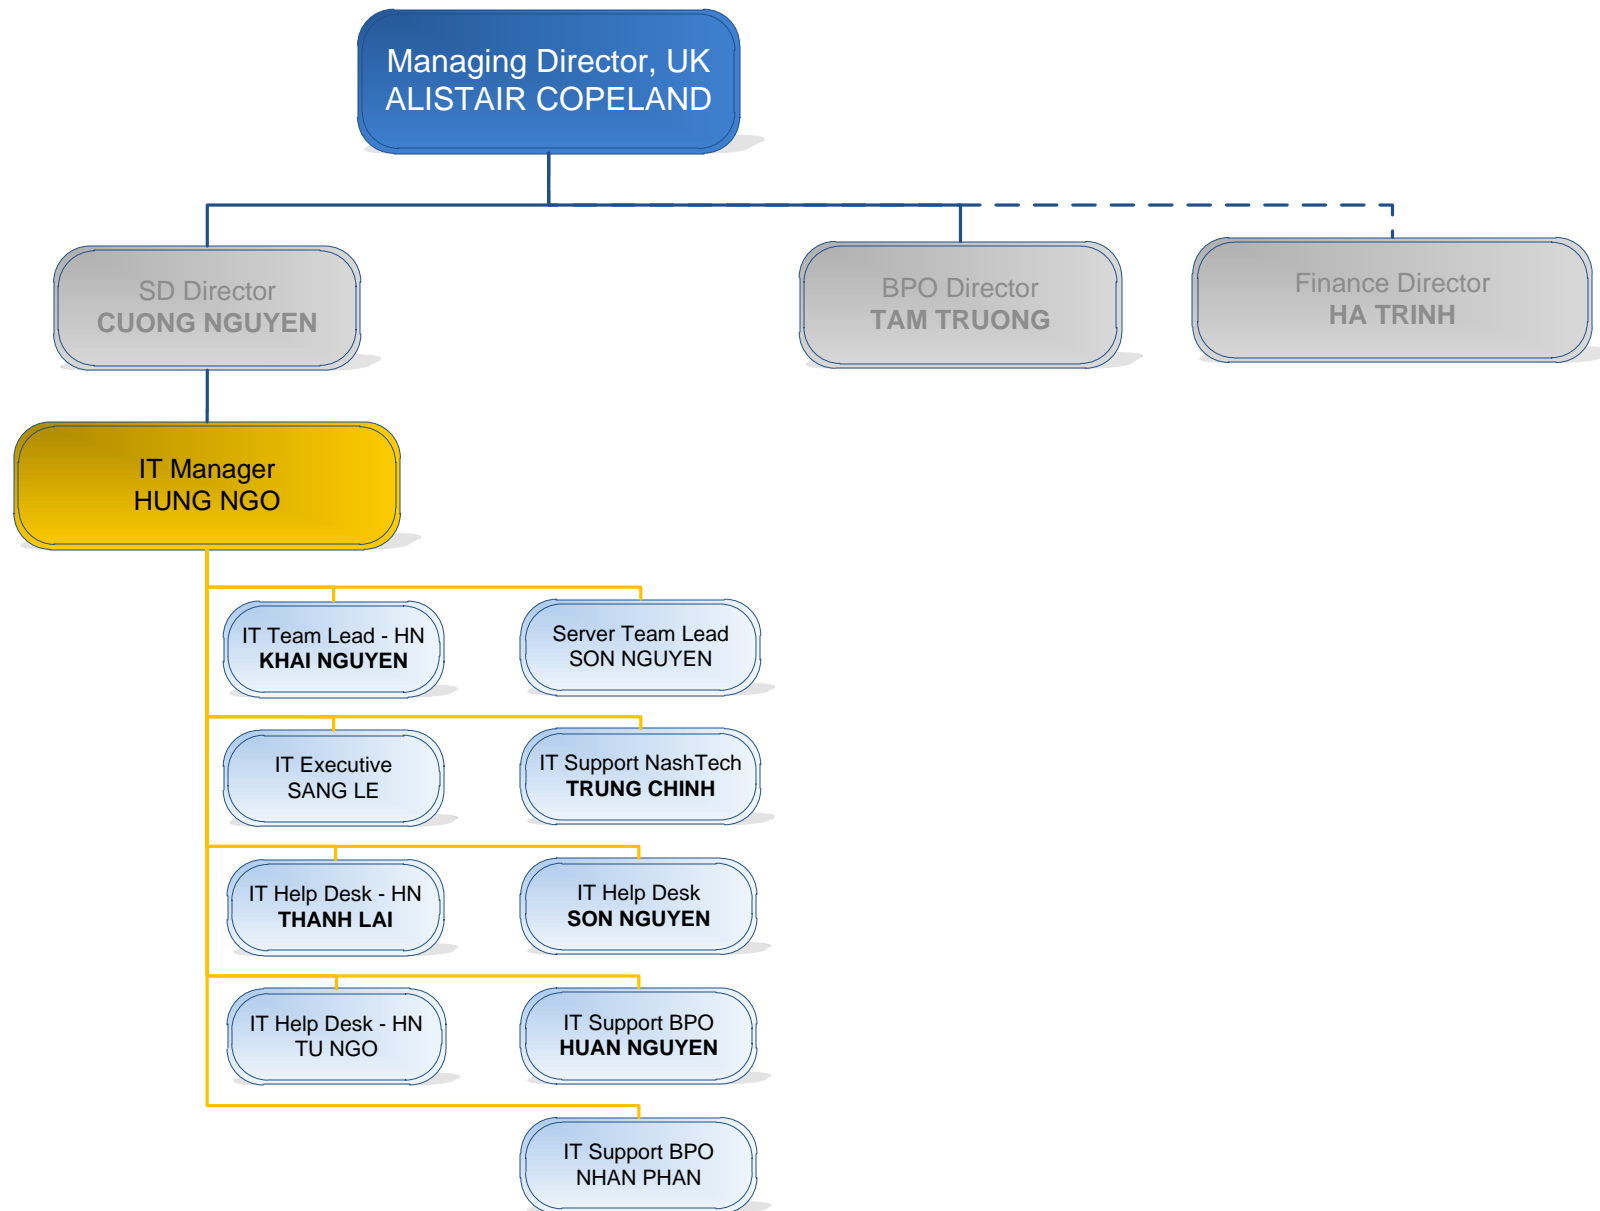 Managing Director, UK
ALISTAIR COPELAND
SD Director
CUONG NGUYEN
BPO Director
TAM TRUONG
Finance Director
HA TRINH
IT Manager
HUNG NGO
IT Team Lead - HN
KHAI NGUYEN
Server Team Lead
SON NGUYEN
IT Executive
SANG LE
IT Support NashTech
TRUNG CHINH
IT Help Desk - HN
THANH LAI
IT Help Desk
SON NGUYEN
IT Help Desk - HN
TU NGO
IT Support BPO
HUAN NGUYEN
IT Support BPO
NHAN PHAN